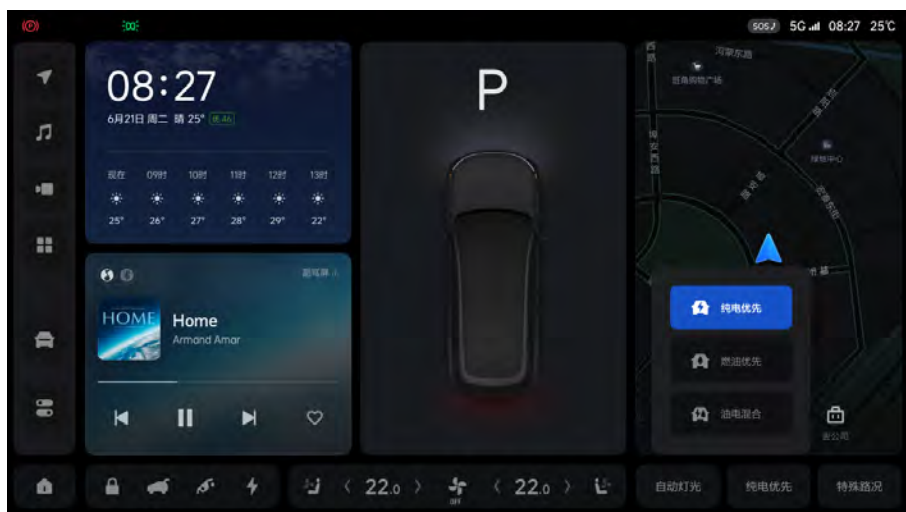 SOS
5G
08:27
25℃
08:27
6月21日 周二 晴 25° 优 46
现在 09时 10时 11时 12时 13时
25° 26° 27° 28° 29° 22°
HOME
Home
Armand Amar
P
纯电优先
燃油优先
油电混合
去公司
22.0
OFF
22.0
自动灯光
纯电优先
特殊路况